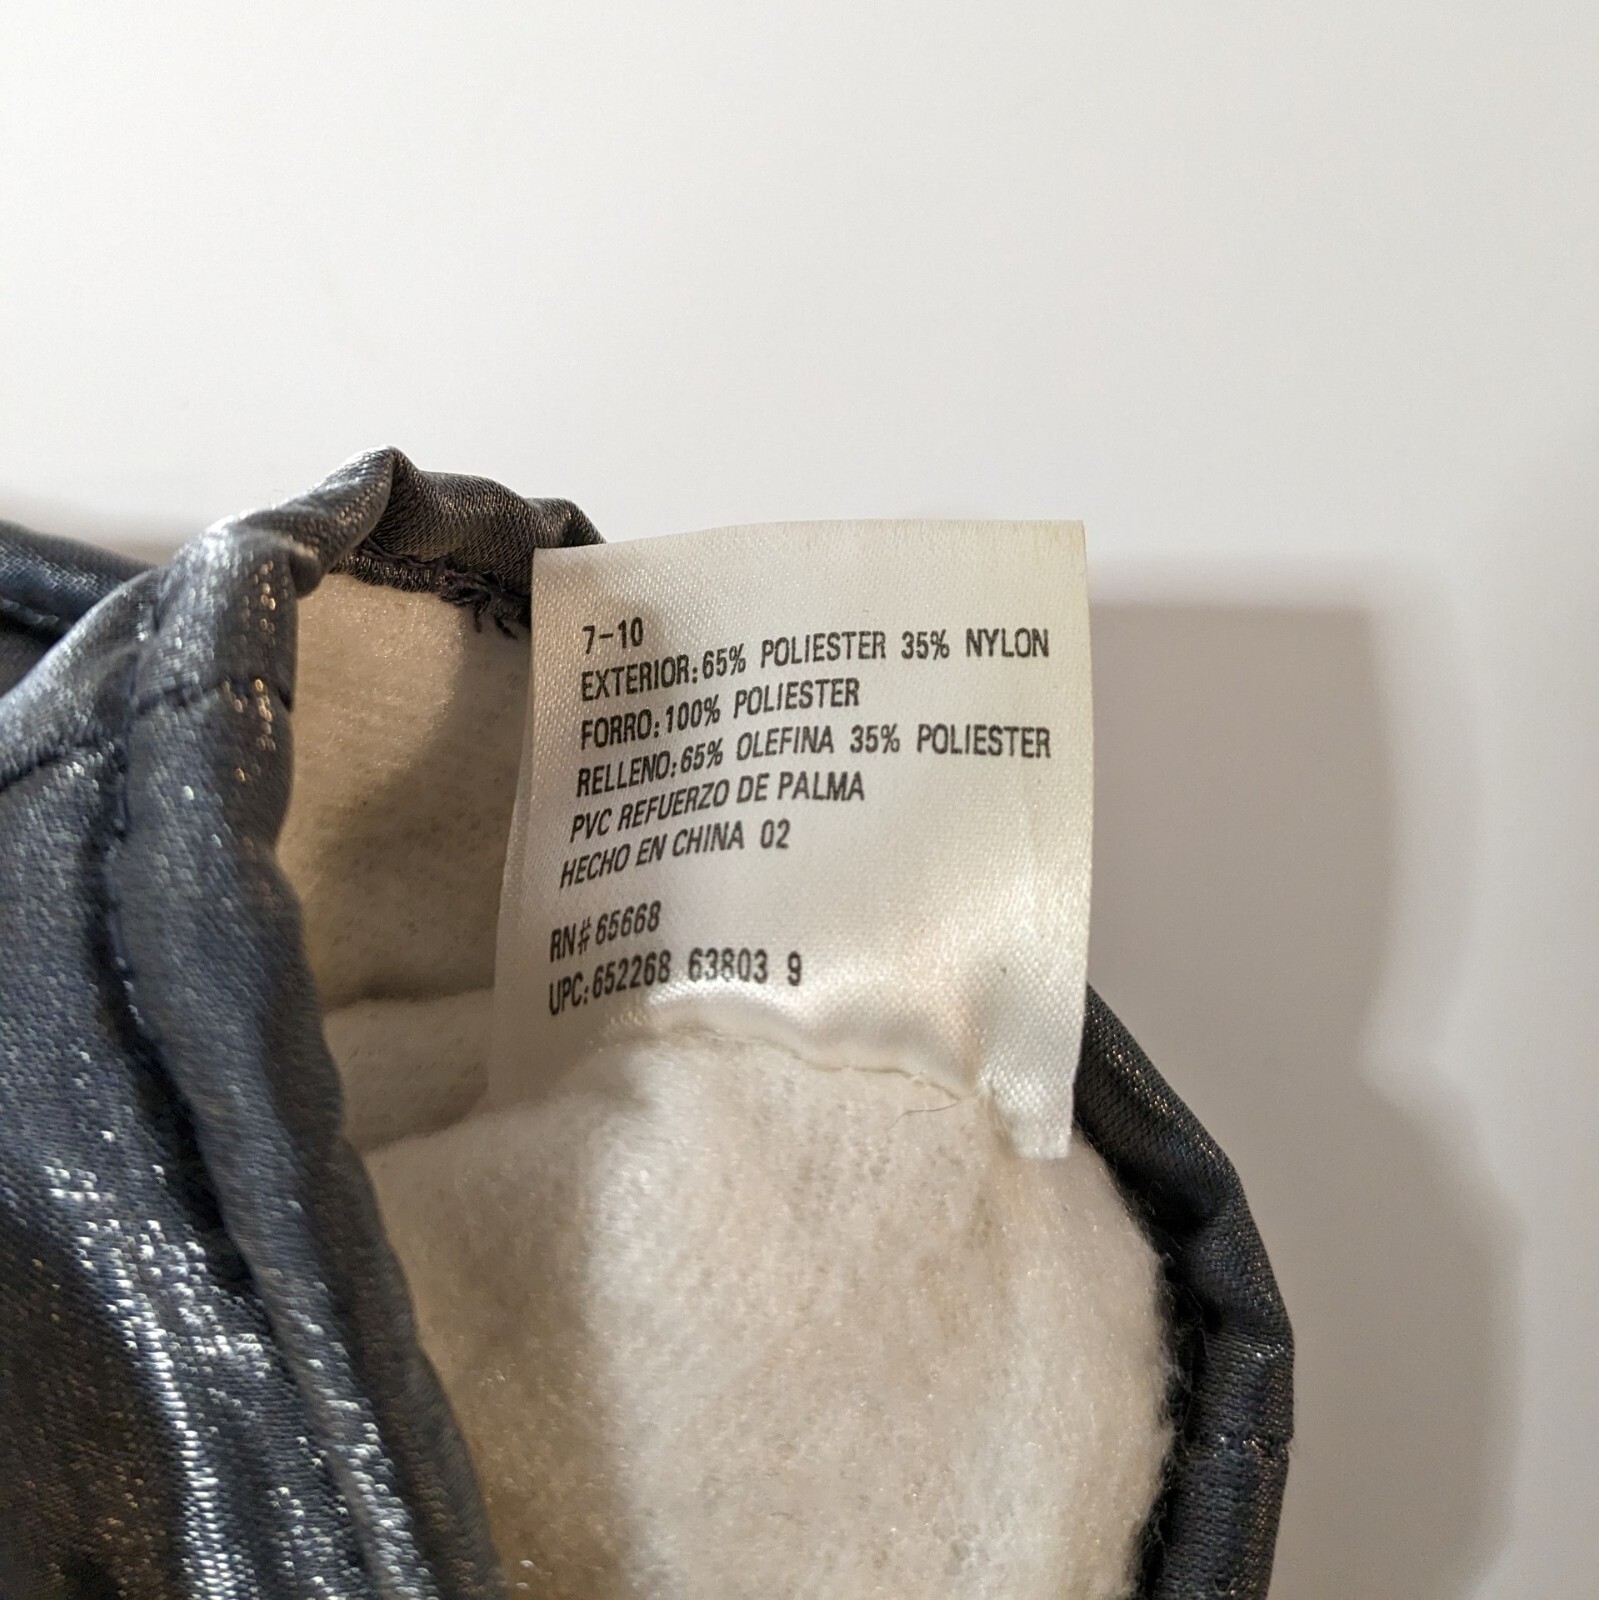 7-10
EXTERIOR:65% POLIESTER 35% NYLON
FORRO:100% POLIESTER
RELLENO:65% OLEFINA 35% POLIESTER
PVC REFUERZO DE PALMA
HECHO EN CHINA 02
RN# 65668
UPC:652268 63803 9